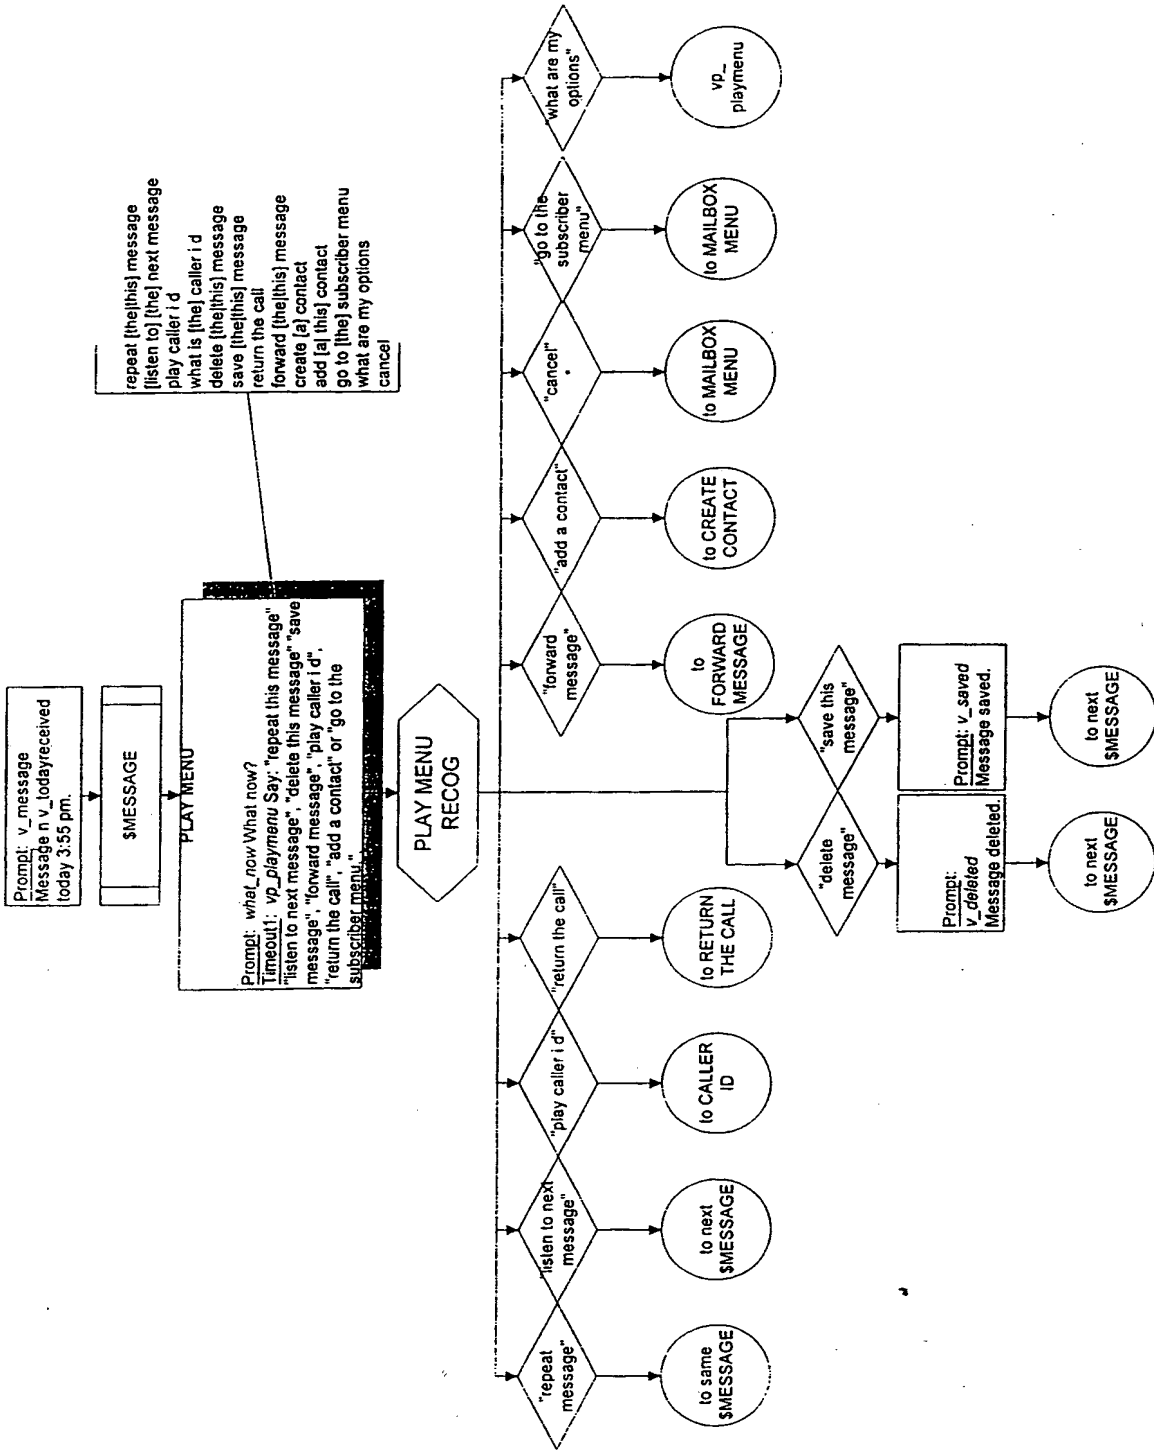 Prompt: v_message
Message n v_todayreceived
today 3:55 pm.
$MESSAGE
PLAY MENU
Prompt: what_now What now?
Timeout1: vp_playmenu Say: "repeat this message"
"listen to next message", "delete this message" "save
message", "forward message", "play caller i d",
"return the call", "add a contact" or "go to the
subscriber menu."
repeat [the|this] message
[listen to] [the] next message
play caller i d
what is [the] caller i d
delete [the|this] message
save [the|this] message
return the call
forward [the|this] message
create [a] contact
add [a| this] contact
go to [the] subscriber menu
what are my options
cancel
PLAY MENU
RECOG
"repeat
message"
"listen to next
message"
"play caller i d"
"return the call"
"forward
message"
"add a contact"
"cancel"
"go to the
subscriber
menu"
"what are my
options"
to same
$MESSAGE
to next
$MESSAGE
to CALLER
ID
to RETURN
THE CALL
to
FORWARD
MESSAGE
to CREATE
CONTACT
to MAILBOX
MENU
to MAILBOX
MENU
vp_
playmenu
"delete
message"
"save this
message"
Prompt:
v_deleted
Message deleted.
Prompt: v_saved
Message saved.
to next
$MESSAGE
to next
$MESSAGE